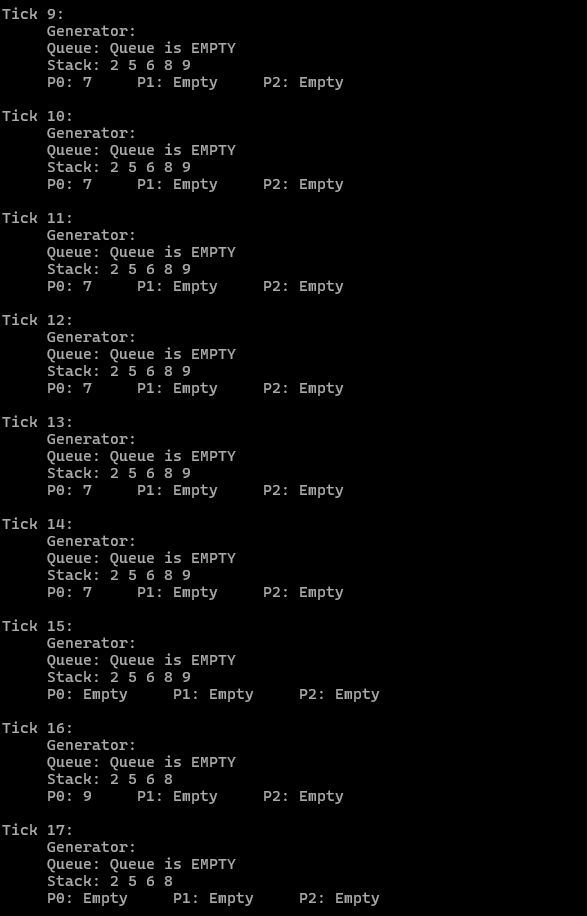 Tick 9:
Generator:
Queue: Queue is EMPTY
Stack: 2 5 6 8 9
P0: 7 P1: Empty P2: Empty
Tick 10:
Generator:
Queue: Queue is EMPTY
Stack: 2 5 6 8 9
P0: 7 P1: Empty P2: Empty
Tick 11:
Generator:
Queue: Queue is EMPTY
Stack: 2 5 6 8 9
P0: 7 P1: Empty P2: Empty
Tick 12:
Generator:
Queue: Queue is EMPTY
Stack: 2 5 6 8 9
P0: 7 P1: Empty P2: Empty
Tick 13:
Generator:
Queue: Queue is EMPTY
Stack: 2 5 6 8 9
P0: 7 P1: Empty P2: Empty
Tick 14:
Generator:
Queue: Queue is EMPTY
Stack: 2 5 6 8 9
P0: 7 P1: Empty P2: Empty
Tick 15:
Generator:
Queue: Queue is EMPTY
Stack: 2 5 6 8 9
P0: Empty P1: Empty P2: Empty
Tick 16:
Generator:
Queue: Queue is EMPTY
Stack: 2 5 6 8
P0: 9 P1: Empty P2: Empty
Tick 17:
Generator:
Queue: Queue is EMPTY
Stack: 2 5 6 8
P0: Empty P1: Empty P2: Empty